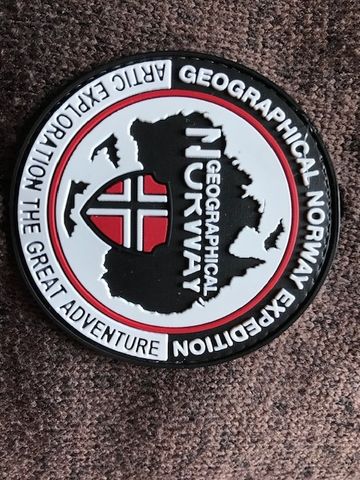 GEOGRAPHICAL NORWAY EXPEDITION
ARTIC EXPLORATION THE GREAT ADVENTURE
GEOGRAPHICAL
NORWAY